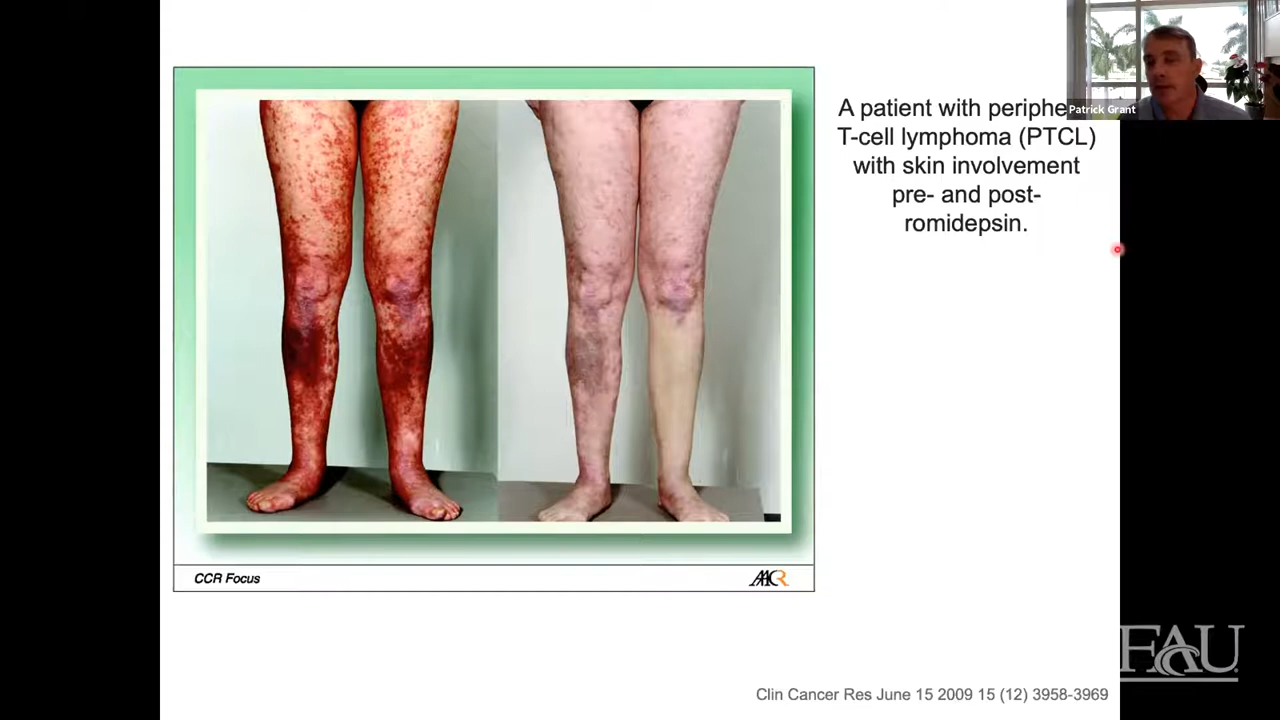 A patient with periphe
Patrick Grant
T-cell lymphoma (PTCL)
with skin involvement
pre- and post-
romidepsin.
CCR Focus
AACR
FAU
Clin Cancer Res June 15 2009 15 (12) 3958-3969